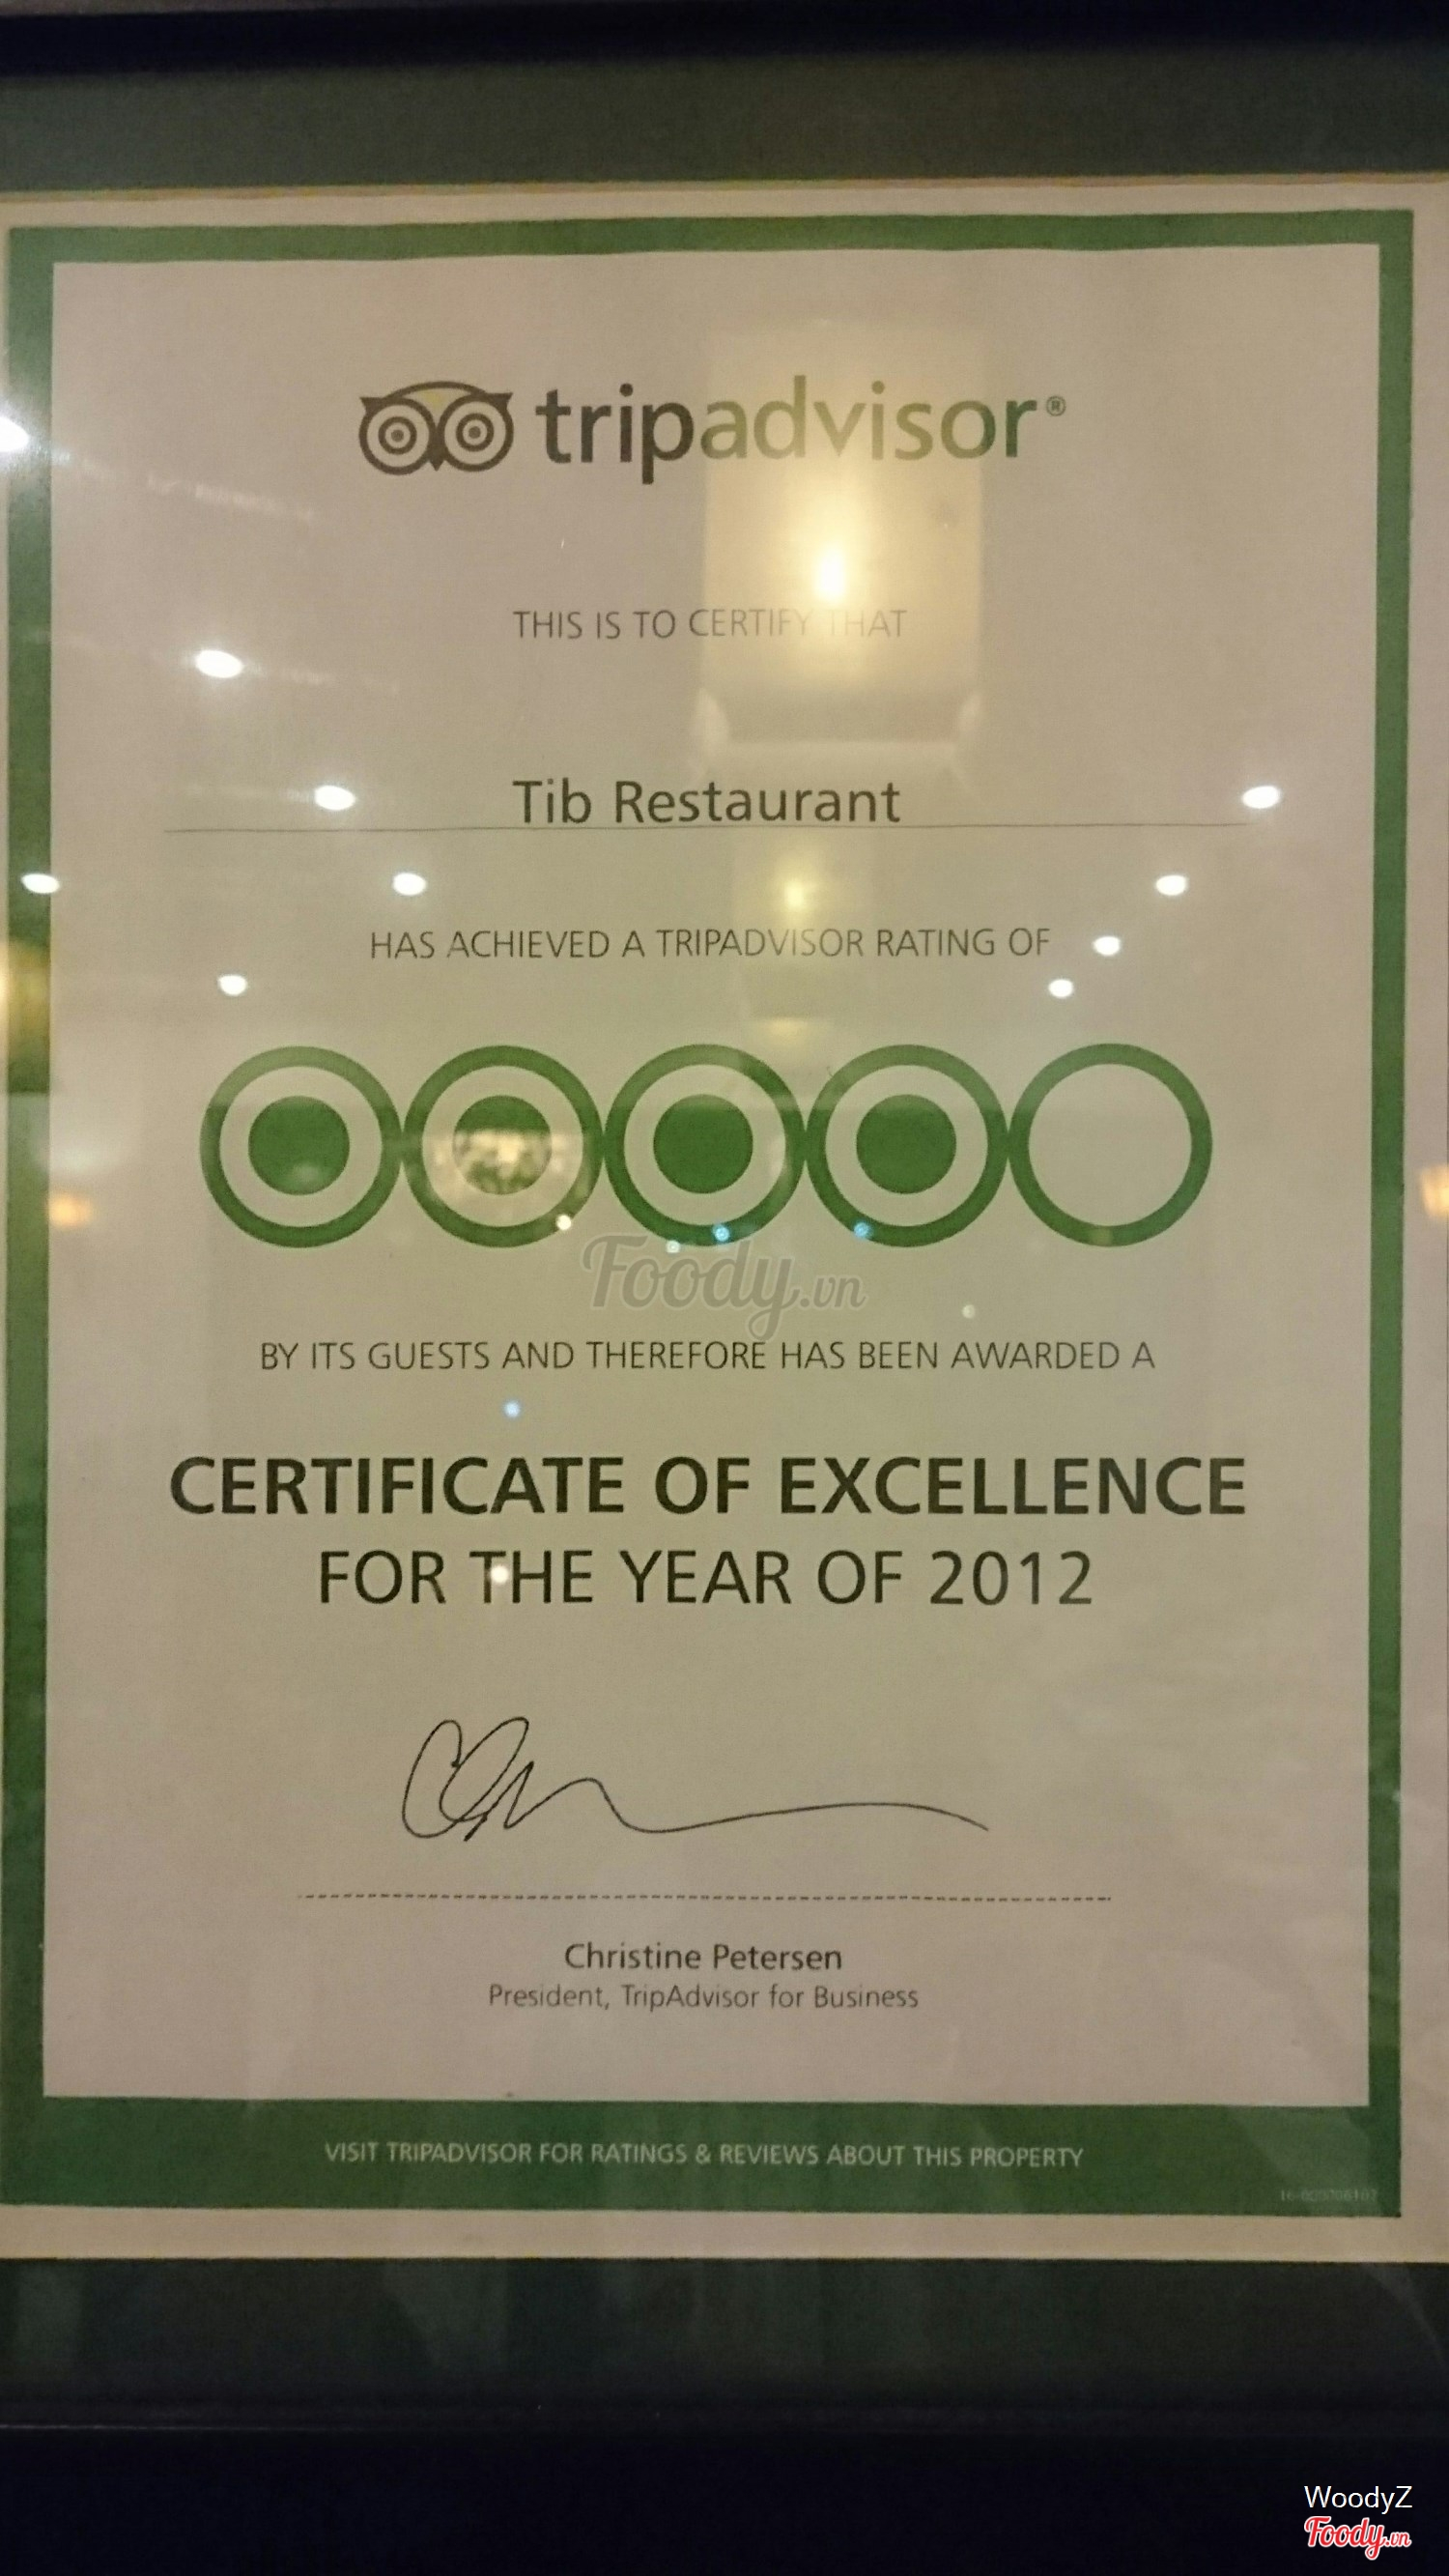 tripadvisor®
THIS IS TO CERTIFY THAT
Tib Restaurant
HAS ACHIEVED A TRIPADVISOR RATING OF
Foody.vn
BY ITS GUESTS AND THEREFORE HAS BEEN AWARDED A
CERTIFICATE OF EXCELLENCE
FOR THE YEAR OF 2012
Christine Petersen
President, TripAdvisor for Business
VISIT TRIPADVISOR FOR RATINGS & REVIEWS ABOUT THIS PROPERTY
WoodyZ
Foody.vn